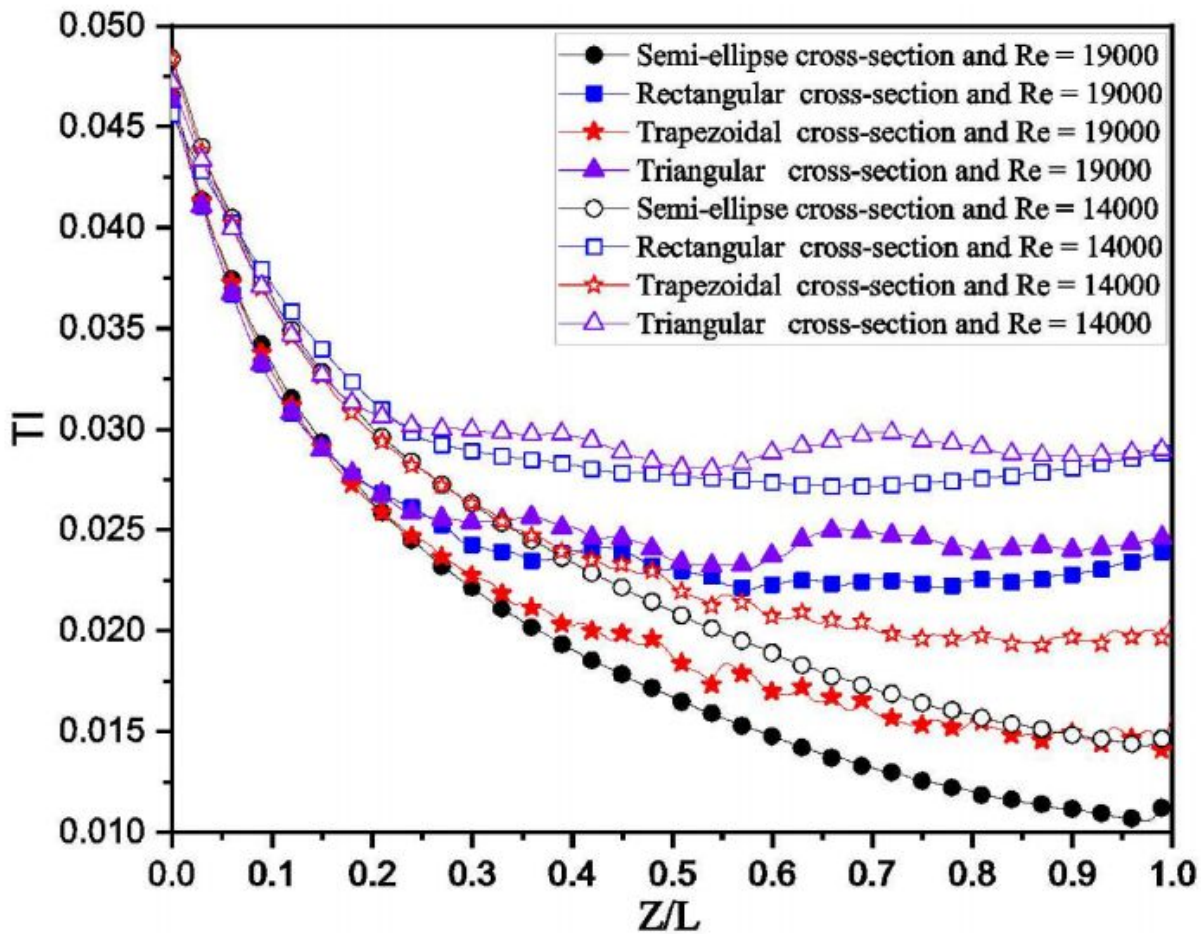 0.050
0.045
0.040
0.035
0.030
0.025
0.020
0.015
0.010
TI
Semi-ellipse cross-section and Re = 19000
Rectangular cross-section and Re = 19000
Trapezoidal cross-section and Re = 19000
Triangular cross-section and Re = 19000
Semi-ellipse cross-section and Re = 14000
Rectangular cross-section and Re = 14000
Trapezoidal cross-section and Re = 14000
Triangular cross-section and Re = 14000
0.0 0.1 0.2 0.3 0.4 0.5 0.6 0.7 0.8 0.9 1.0
Z/L